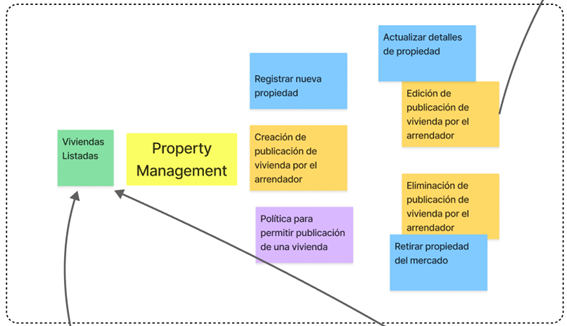 Viviendas
Listadas
Property
Management
Registrar nueva
propiedad
Creación de
publicación de
vivienda por el
arrendador
Política para
permitir publicación
de una vivienda
Actualizar detalles
de propiedad
Edición de
publicación de
vivienda por el
arrendador
Eliminación de
publicación de
vivienda por el
arrendador
Retirar propiedad
del mercado